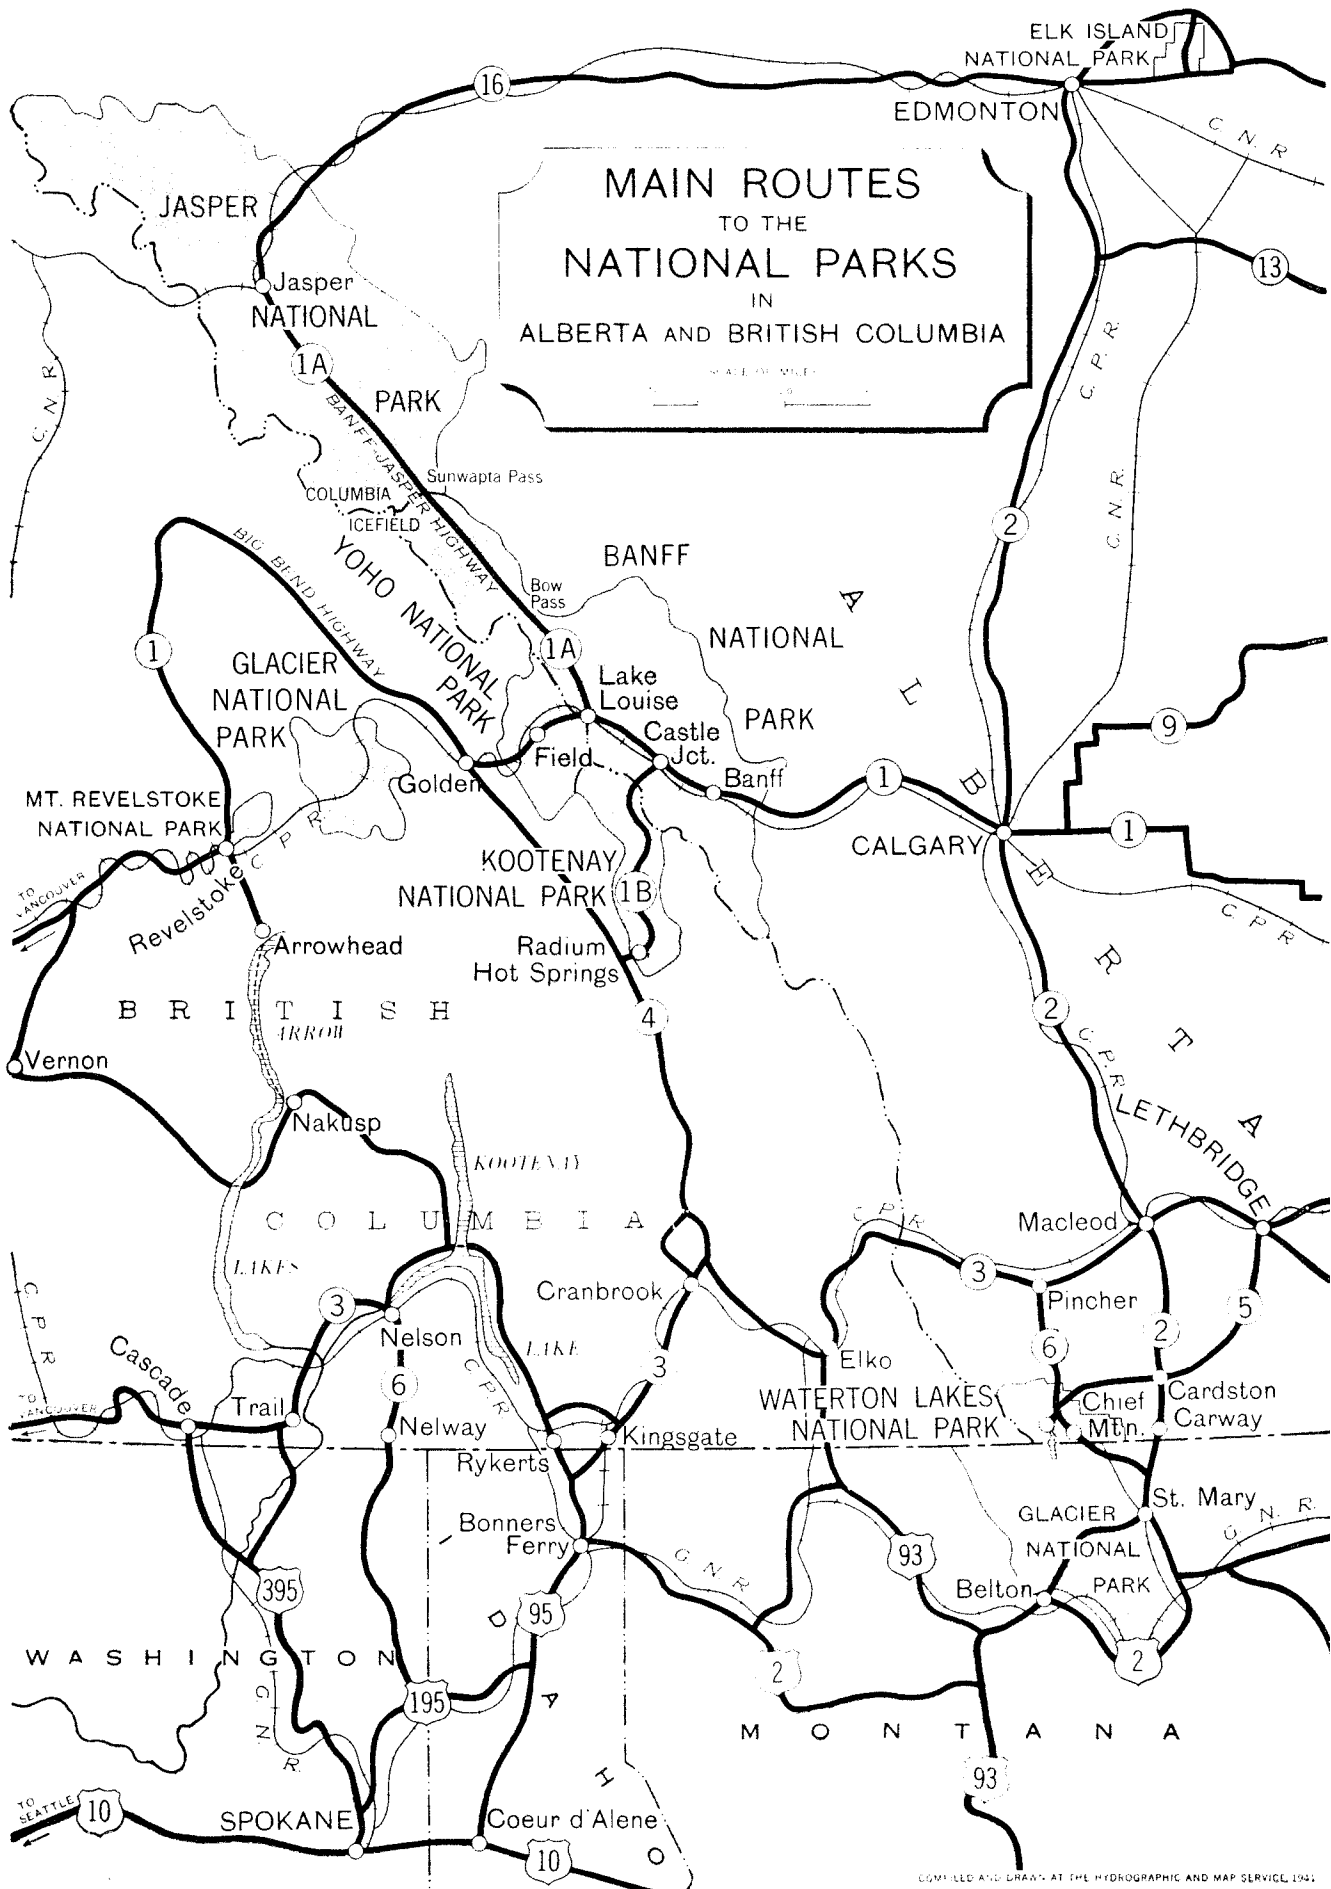 ELK ISLAND
NATIONAL PARK
16
EDMONTON
C. N. R
MAIN ROUTES
TO THE
NATIONAL PARKS
IN
ALBERTA AND BRITISH COLUMBIA
SCALE OF MILES
JASPER
Jasper
NATIONAL
PARK
13
1A
C. P. R.
C N R
BANFF-JASPER HIGHWAY
Sunwapta Pass
COLUMBIA
ICEFIELD
C. N. R.
2
BIG BEND HIGHWAY
YOHO NATIONAL
PARK
BANFF
NATIONAL
PARK
Bow
Pass
ALBERTA
1
GLACIER
NATIONAL
PARK
1A
Lake
Louise
Castle
Jct.
9
Field
Golden
Banff
1
1
MT. REVELSTOKE
NATIONAL PARK
C P R
CALGARY
TO
VANCOUVER
Revelstoke
KOOTENAY
NATIONAL PARK
1B
C P R
Arrowhead
Radium
Hot Springs
BRITISH
ARROW
4
2
C. P. R
Vernon
Nakusp
LETHBRIDGE
KOOTENAY
COLUMBIA
C P R
Macleod
LAKES
C P R
Cranbrook
3
Pincher
5
3
Nelson
LAKE
6
2
Cascade
C P R
3
Elko
6
TO
VANCOUVER
Trail
WATERTON LAKES
NATIONAL PARK
Chief
Mtn.
Cardston
Carway
Nelway
Kingsgate
Rykerts
St. Mary
GLACIER
NATIONAL
PARK
G. N. R.
Bonners
Ferry
G N R
93
Belton
395
95
IDAHO
WASHINGTON
2
2
195
G. N. R.
MONTANA
93
TO
SEATTLE
10
SPOKANE
Coeur d'Alene
10
COMPILED AND DRAWN AT THE HYDROGRAPHIC AND MAP SERVICE, 1941